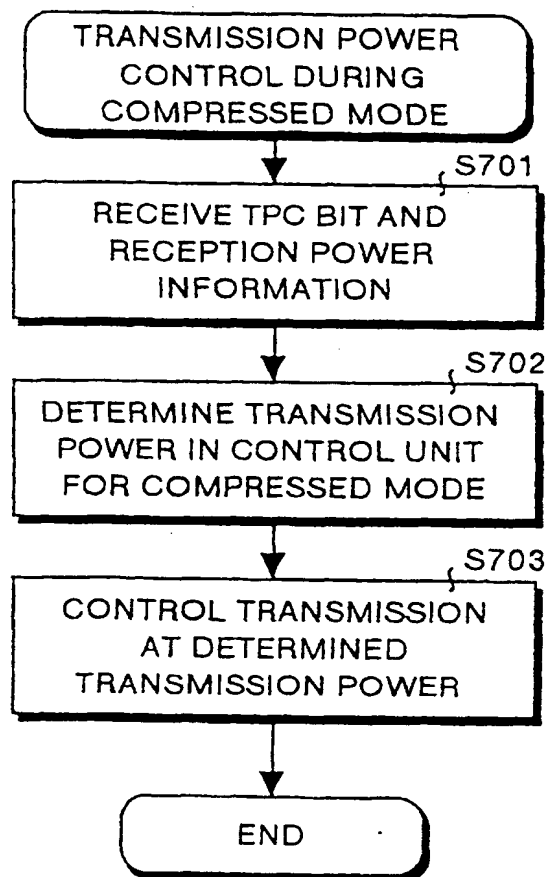 TRANSMISSION POWER
CONTROL DURING
COMPRESSED MODE
S701
RECEIVE TPC BIT AND
RECEPTION POWER
INFORMATION
S702
DETERMINE TRANSMISSION
POWER IN CONTROL UNIT
FOR COMPRESSED MODE
S703
CONTROL TRANSMISSION
AT DETERMINED
TRANSMISSION POWER
END